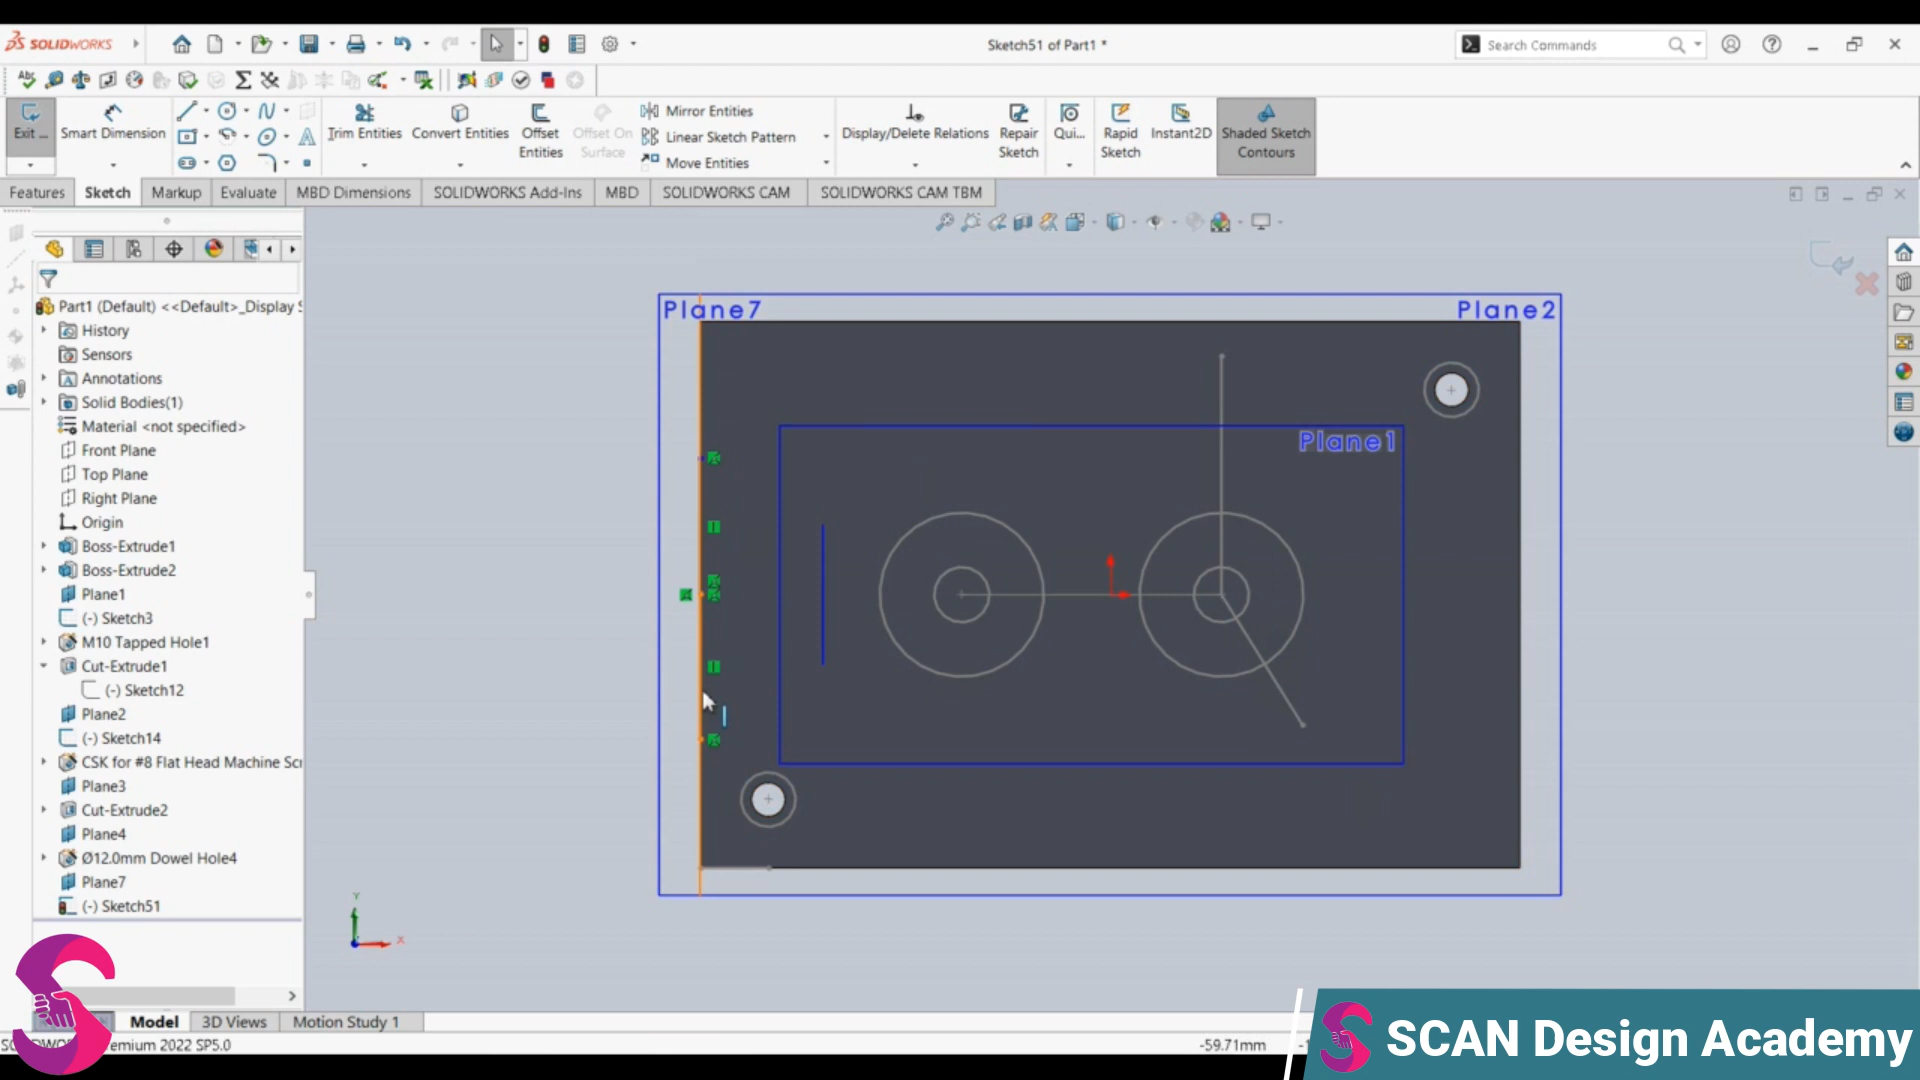 SOLIDWORKS
Sketch51 of Part1 *
Search Commands
Exit ...
Smart Dimension
Trim Entities
Convert Entities
Offset Entities
Offset On Surface
Mirror Entities
Linear Sketch Pattern
Move Entities
Display/Delete Relations
Repair Sketch
Qui...
Rapid Sketch
Instant2D
Shaded Sketch Contours
Features
Sketch
Markup
Evaluate
MBD Dimensions
SOLIDWORKS Add-Ins
MBD
SOLIDWORKS CAM
SOLIDWORKS CAM TBM
Part1 (Default) <<Default>_Display
History
Sensors
Annotations
Solid Bodies(1)
Material <not specified>
Front Plane
Top Plane
Right Plane
Origin
Boss-Extrude1
Boss-Extrude2
Plane1
(-) Sketch3
M10 Tapped Hole1
Cut-Extrude1
(-) Sketch12
Plane2
(-) Sketch14
CSK for #8 Flat Head Machine
Plane3
Cut-Extrude2
Plane4
Ø12.0mm Dowel Hole4
Plane7
(-) Sketch51
Plane7
Plane2
Plane1
Y
X
Model
3D Views
Motion Study 1
2022 SP5.0
-59.71mm
SCAN Design Academy